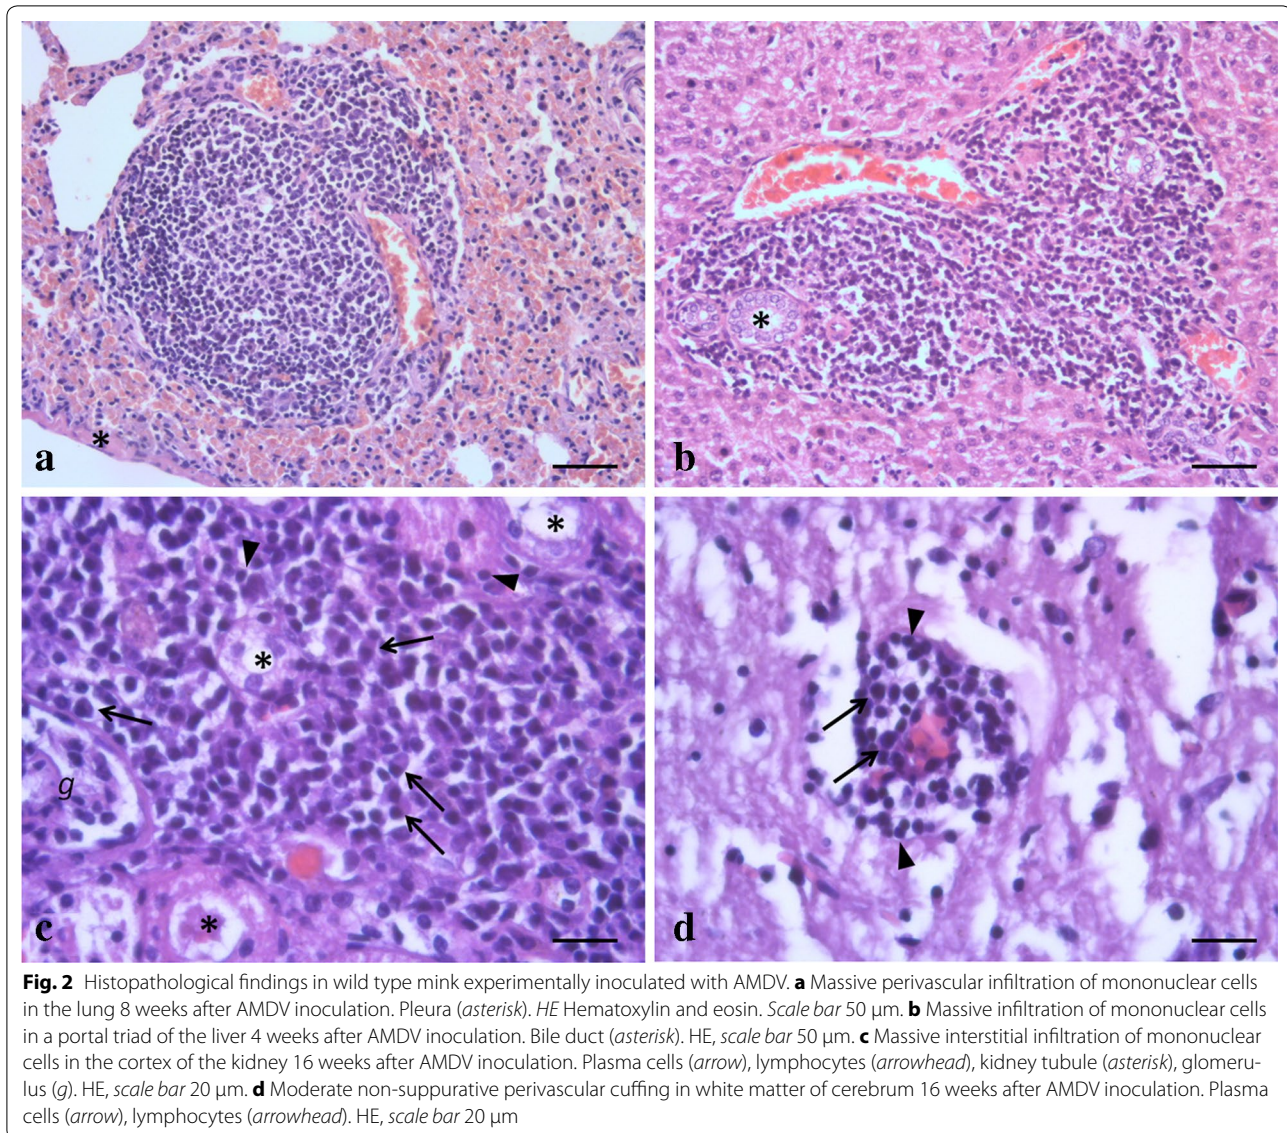 *
a
*
b
*
*
g
*
c
d
Fig. 2 Histopathological findings in wild type mink experimentally inoculated with AMDV. a Massive perivascular infiltration of mononuclear cells
in the lung 8 weeks after AMDV inoculation. Pleura (asterisk). HE Hematoxylin and eosin. Scale bar 50 µm. b Massive infiltration of mononuclear cells
in a portal triad of the liver 4 weeks after AMDV inoculation. Bile duct (asterisk). HE, scale bar 50 µm. c Massive interstitial infiltration of mononuclear
cells in the cortex of the kidney 16 weeks after AMDV inoculation. Plasma cells (arrow), lymphocytes (arrowhead), kidney tubule (asterisk), glomeru-
lus (g). HE, scale bar 20 µm. d Moderate non-suppurative perivascular cuffing in white matter of cerebrum 16 weeks after AMDV inoculation. Plasma
cells (arrow), lymphocytes (arrowhead). HE, scale bar 20 µm